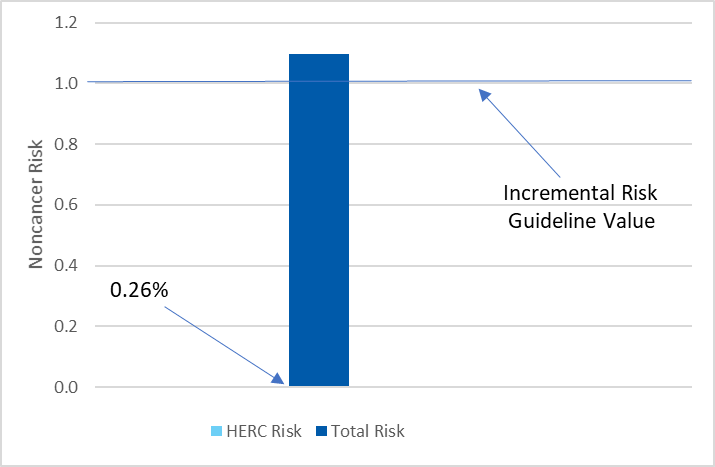 1.2
1.0
0.8
0.6
0.4
0.2
0.0
Noncancer Risk
Incremental Risk
Guideline Value
0.26%
HERC Risk Total Risk